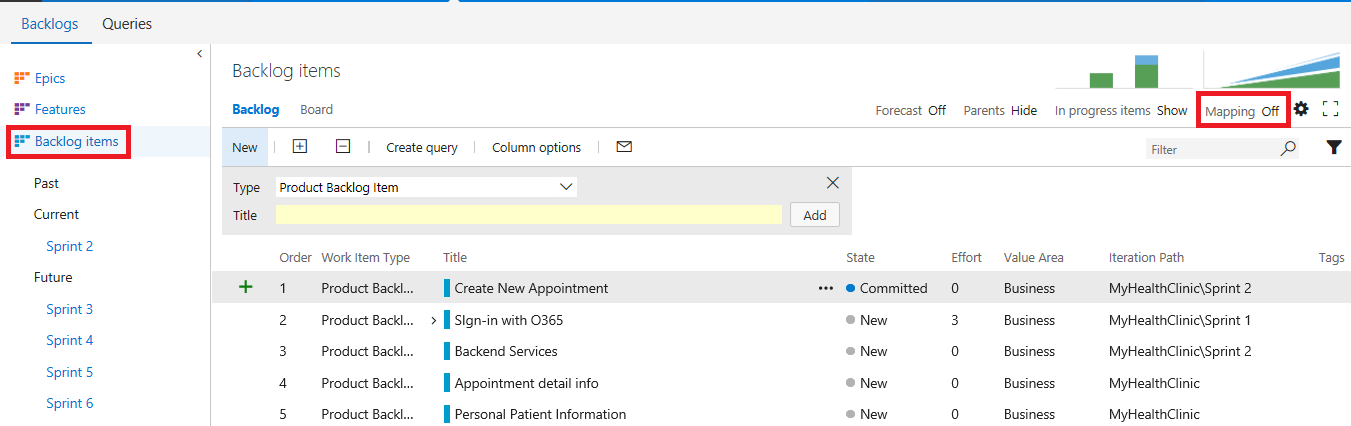 Backlogs Queries
Epics
Features
Backlog items
Past
Current
Sprint 2
Future
Sprint 3
Sprint 4
Sprint 5
Sprint 6
Backlog items
Backlog Board
Forecast Off Parents Hide In progress items Show Mapping Off
New Create query Column options Filter
Type Product Backlog Item
Title Add
Order Work Item Type Title State Effort Value Area Iteration Path Tags
1 Product Backl... Create New Appointment ... Committed 0 Business MyHealthClinic\Sprint 2
2 Product Backl... SIgn-in with O365 New 3 Business MyHealthClinic\Sprint 1
3 Product Backl... Backend Services New 0 Business MyHealthClinic\Sprint 2
4 Product Backl... Appointment detail info New 0 Business MyHealthClinic
5 Product Backl... Personal Patient Information New 0 Business MyHealthClinic